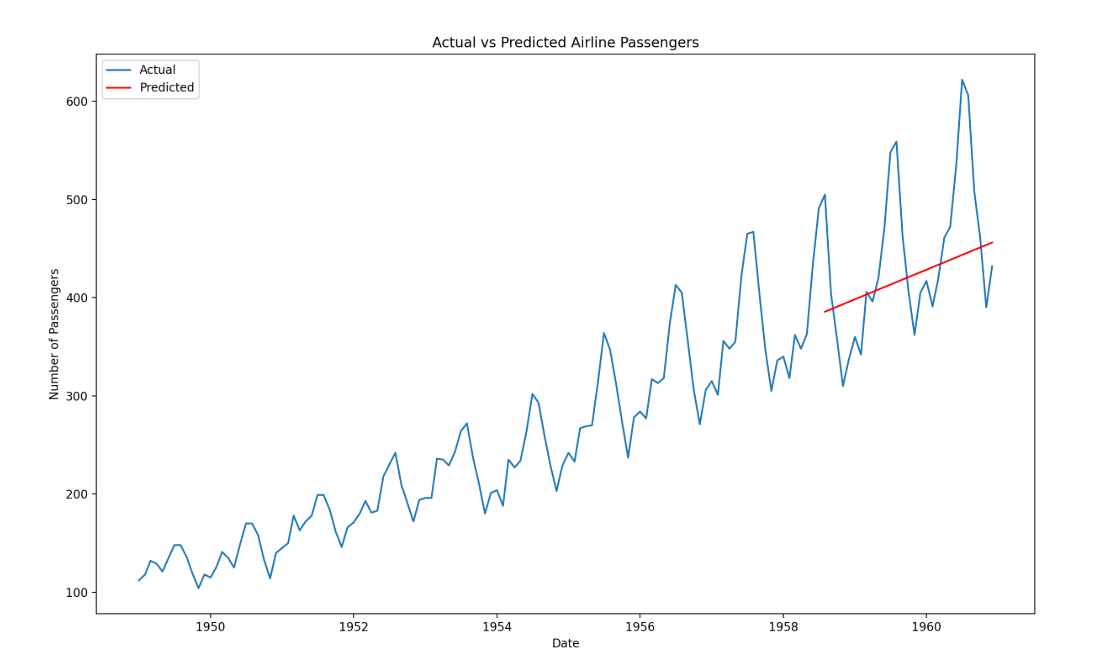 Actual vs Predicted Airline Passengers
Actual
Predicted
600
500
400
300
200
100
Number of Passengers
1950
1952
1954
1956
1958
1960
Date